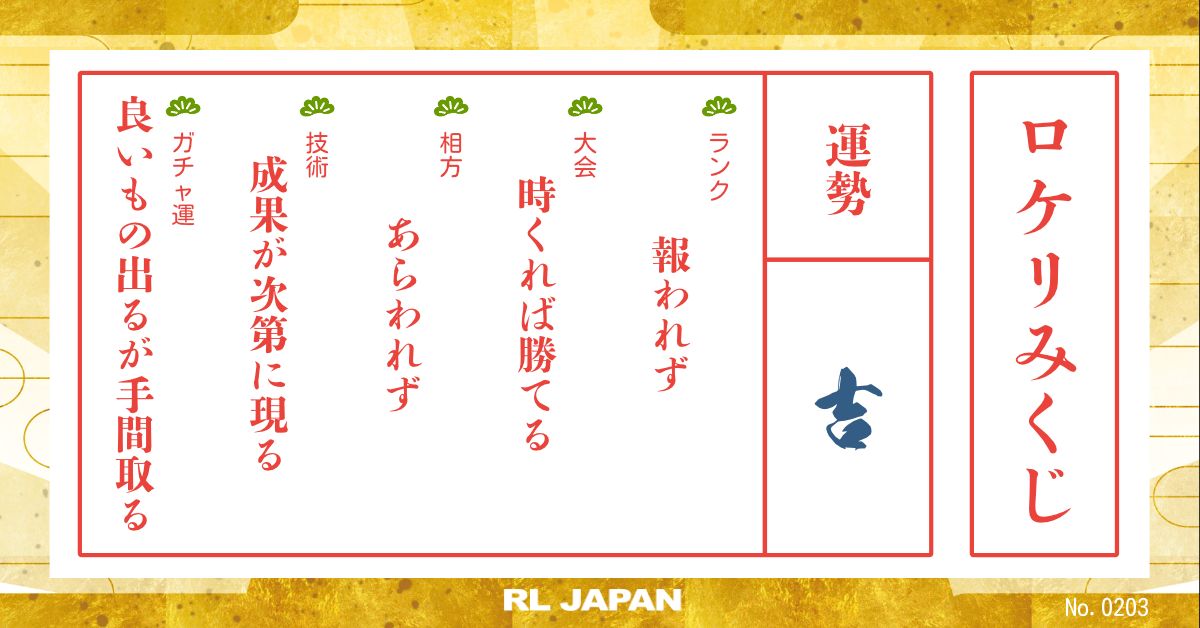 ロケリみくじ
運勢
吉
ランク
報われず
大会
時くれば勝てる
相方
あらわれず
技術
成果が次第に現る
ガチャ運
良いもの出るが手間取る
RL JAPAN
No. 0203